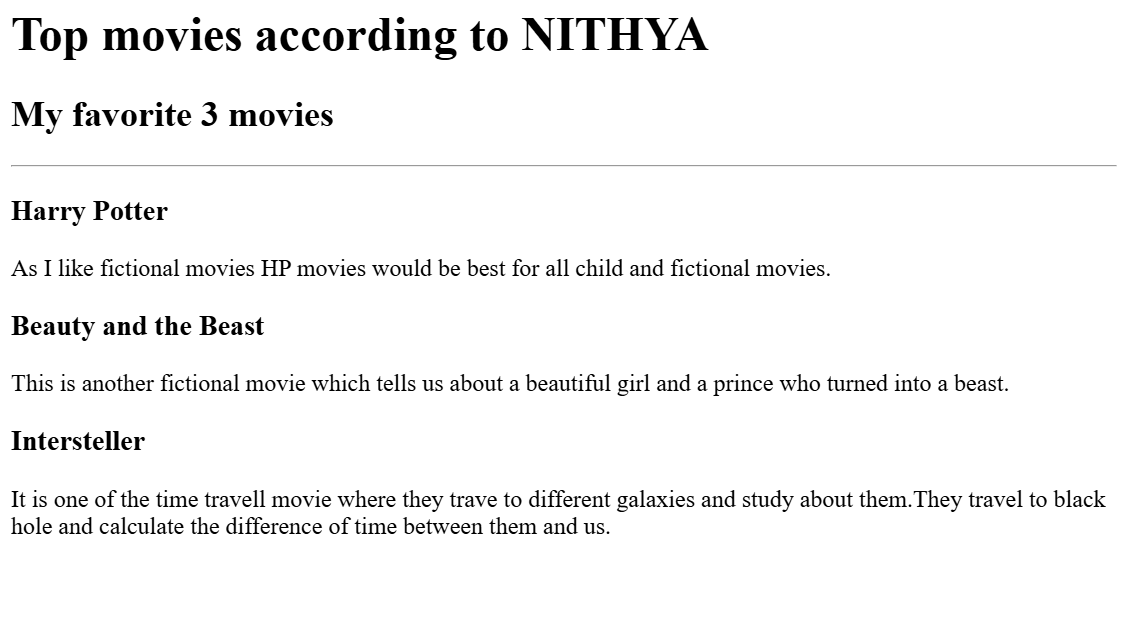 Top movies according to NITHYA
My favorite 3 movies
Harry Potter
As I like fictional movies HP movies would be best for all child and fictional movies.
Beauty and the Beast
This is another fictional movie which tells us about a beautiful girl and a prince who turned into a beast.
Intersteller
It is one of the time travell movie where they trave to different galaxies and study about them.They travel to black
hole and calculate the difference of time between them and us.